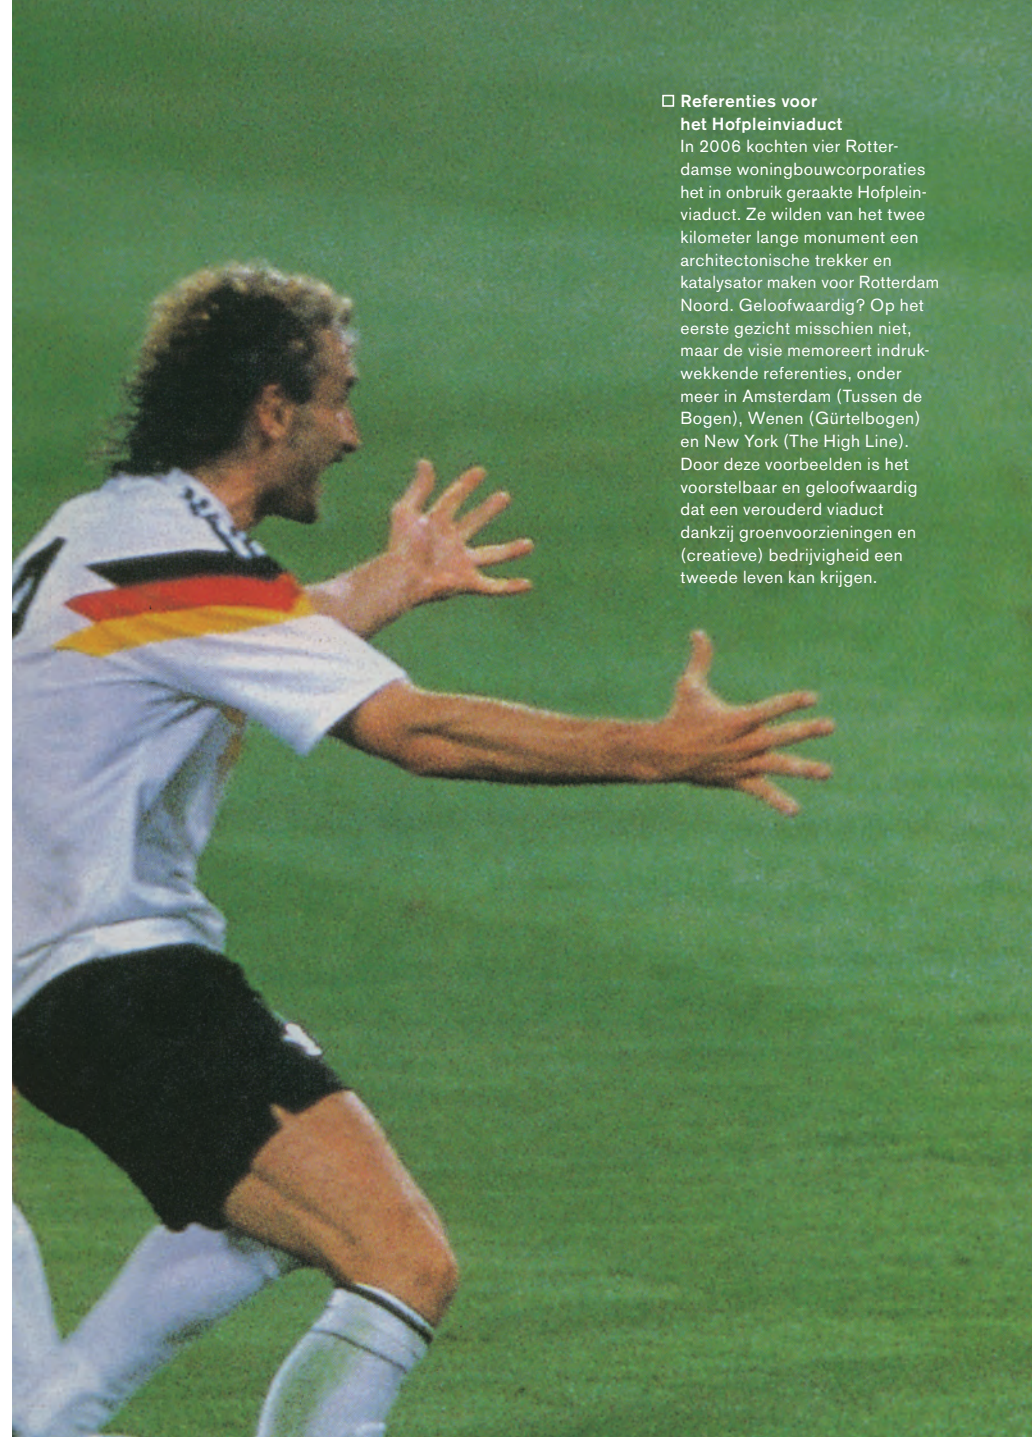 □ Referenties voor
het Hofpleinviaduct
In 2006 kochten vier Rotter-
damse woningbouwcorporaties
het in onbruik geraakte Hofplein-
viaduct. Ze wilden van het twee
kilometer lange monument een
architectonische trekker en
katalysator maken voor Rotterdam
Noord. Geloofwaardig? Op het
eerste gezicht misschien niet,
maar de visie memoreert indruk-
wekkende referenties, onder
meer in Amsterdam (Tussen de
Bogen), Wenen (Gürtelbogen)
en New York (The High Line).
Door deze voorbeelden is het
voorstelbaar en geloofwaardig
dat een verouderd viaduct
dankzij groenvoorzieningen en
(creatieve) bedrijvigheid een
tweede leven kan krijgen.